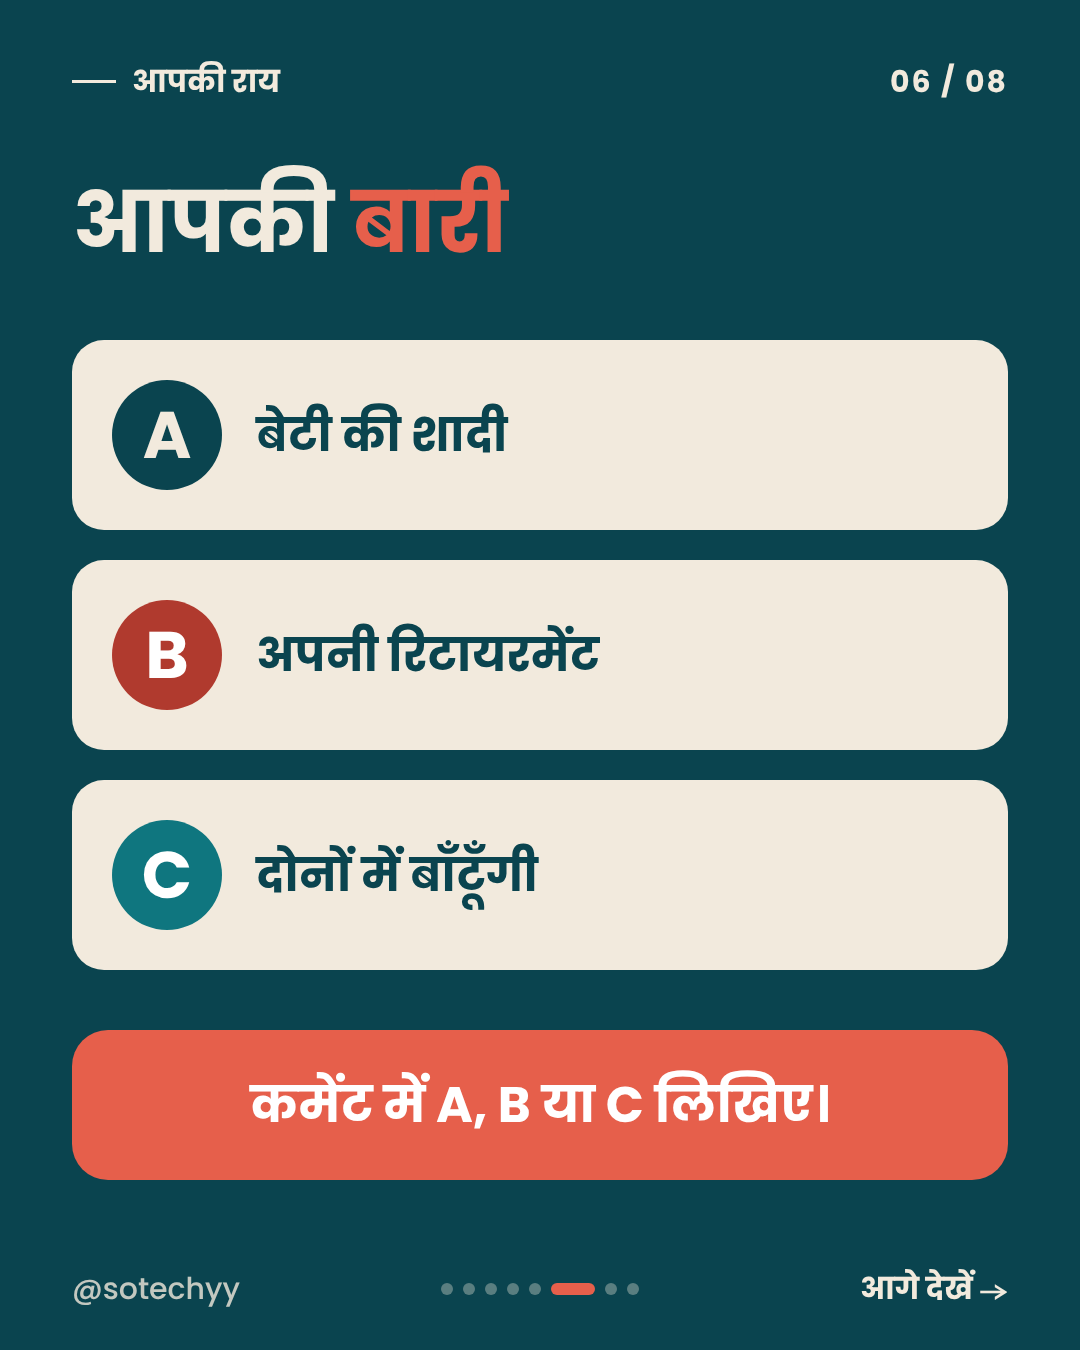 आपकी राय
06 / 08
आपकी बारी
A
बेटी की शादी
B
अपनी रिटायरमेंट
C
दोनों में बाँटूँगी
कमेंट में A, B या C लिखिए।
@sotechyy
आगे देखें →